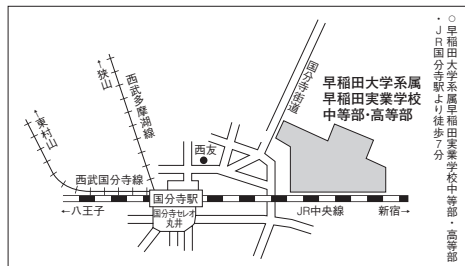 ○早稲田大学系属早稲田実業学校中等部・高等部
・JR国分寺駅より徒歩7分
早稲田大学系属
早稲田実業学校
中等部・高等部
国分寺街道
←狭山
西武多摩湖線
←東村山
西友
西武国分寺線
国分寺駅
国分寺セレオ
丸井
←八王子
JR中央線
新宿→